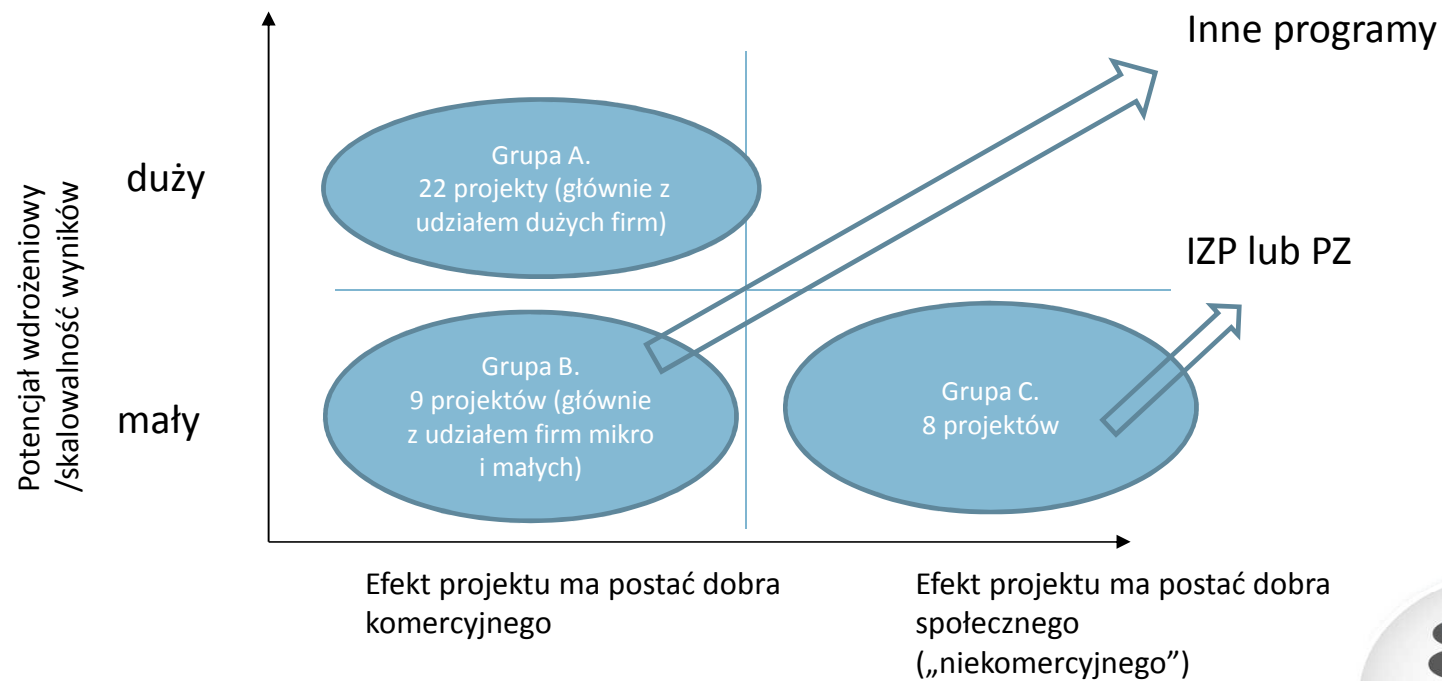 Inne programy
Grupa A.
22 projekty (głównie z
udziałem dużych firm)
duży
IZP lub PZ
Potencjał wdrożeniowy
/skalowalność wyników
Grupa B.
9 projektów (głównie
z udziałem firm mikro
i małych)
Grupa C.
8 projektów
mały
Efekt projektu ma postać dobra
komercyjnego
Efekt projektu ma postać dobra
społecznego
(„niekomercyjnego”)